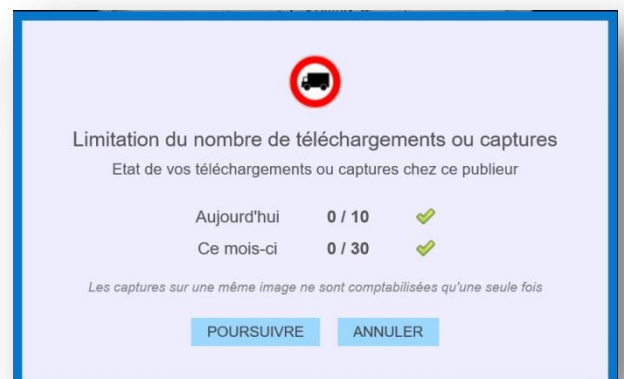 Limitation du nombre de téléchargements ou captures
Etat de vos téléchargements ou captures chez ce publieur
Aujourd'hui 0 / 10
Ce mois-ci 0 / 30
Les captures sur une même image ne sont comptabilisées qu'une seule fois
POURSUIVRE ANNULER